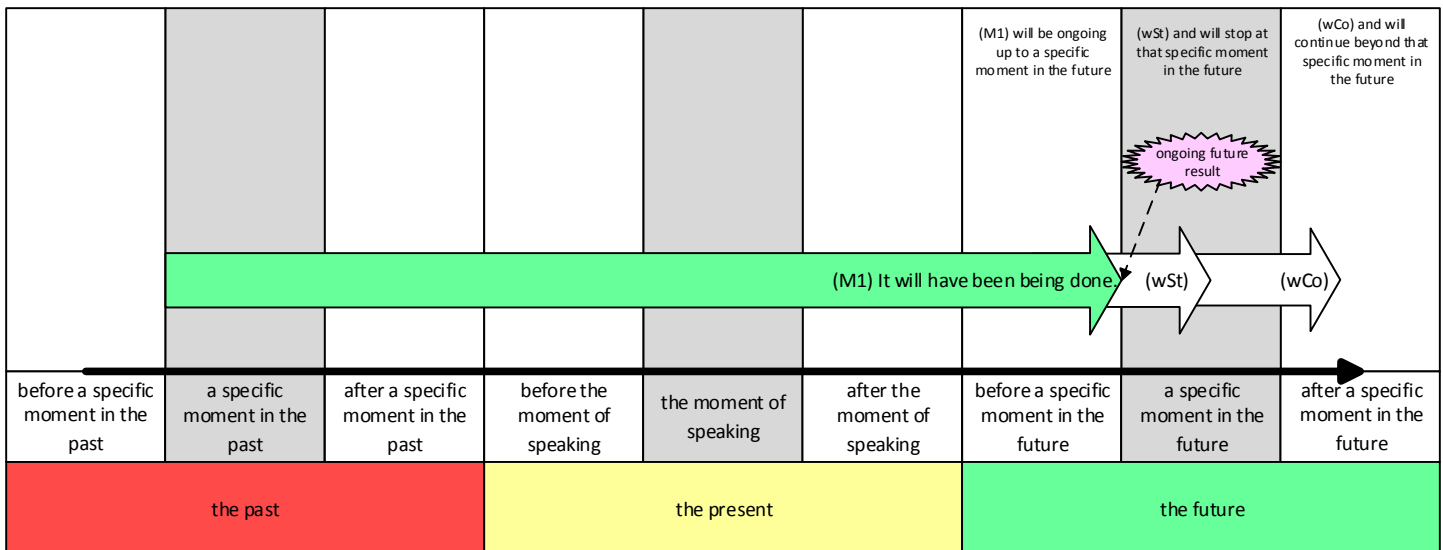 (M1) will be ongoing
up to a specific
moment in the future
(wSt) and will stop at
that specific moment
in the future
(wCo) and will
continue beyond that
specific moment in
the future
ongoing future
result
(M1) It will have been being done.
(wSt)
(wCo)
before a specific
moment in the
past
a specific
moment in the
past
after a specific
moment in the
past
before the
moment of
speaking
the moment of
speaking
after the
moment of
speaking
before a specific
moment in the
future
a specific
moment in the
future
after a specific
moment in the
future
the past
the present
the future